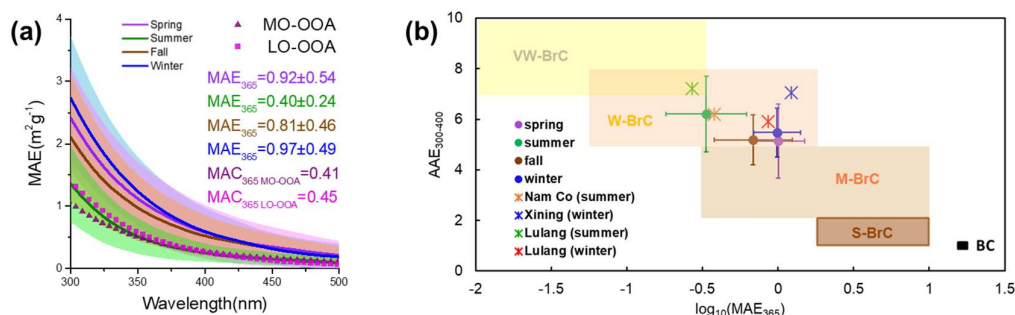 (a)
4
3
2
1
0
MAE(m²g⁻¹)
Spring
Summer
Fall
Winter
MO-OOA
LO-OOA
MAE₃₆₅=0.92±0.54
MAE₃₆₅=0.40±0.24
MAE₃₆₅=0.81±0.46
MAE₃₆₅=0.97±0.49
MAC₃₆₅ MO-OOA=0.41
MAC₃₆₅ LO-OOA=0.45
300 350 400 450 500
Wavelength(nm)
(b)
10
8
6
4
2
0
AAE₃₀₀₋₄₀₀
VW-BrC
W-BrC
M-BrC
S-BrC
BC
spring
summer
fall
winter
Nam Co (summer)
Xining (winter)
Lulang (summer)
Lulang (winter)
-2 -1.5 -1 -0.5 0 0.5 1 1.5
log₁₀(MAE₃₆₅)